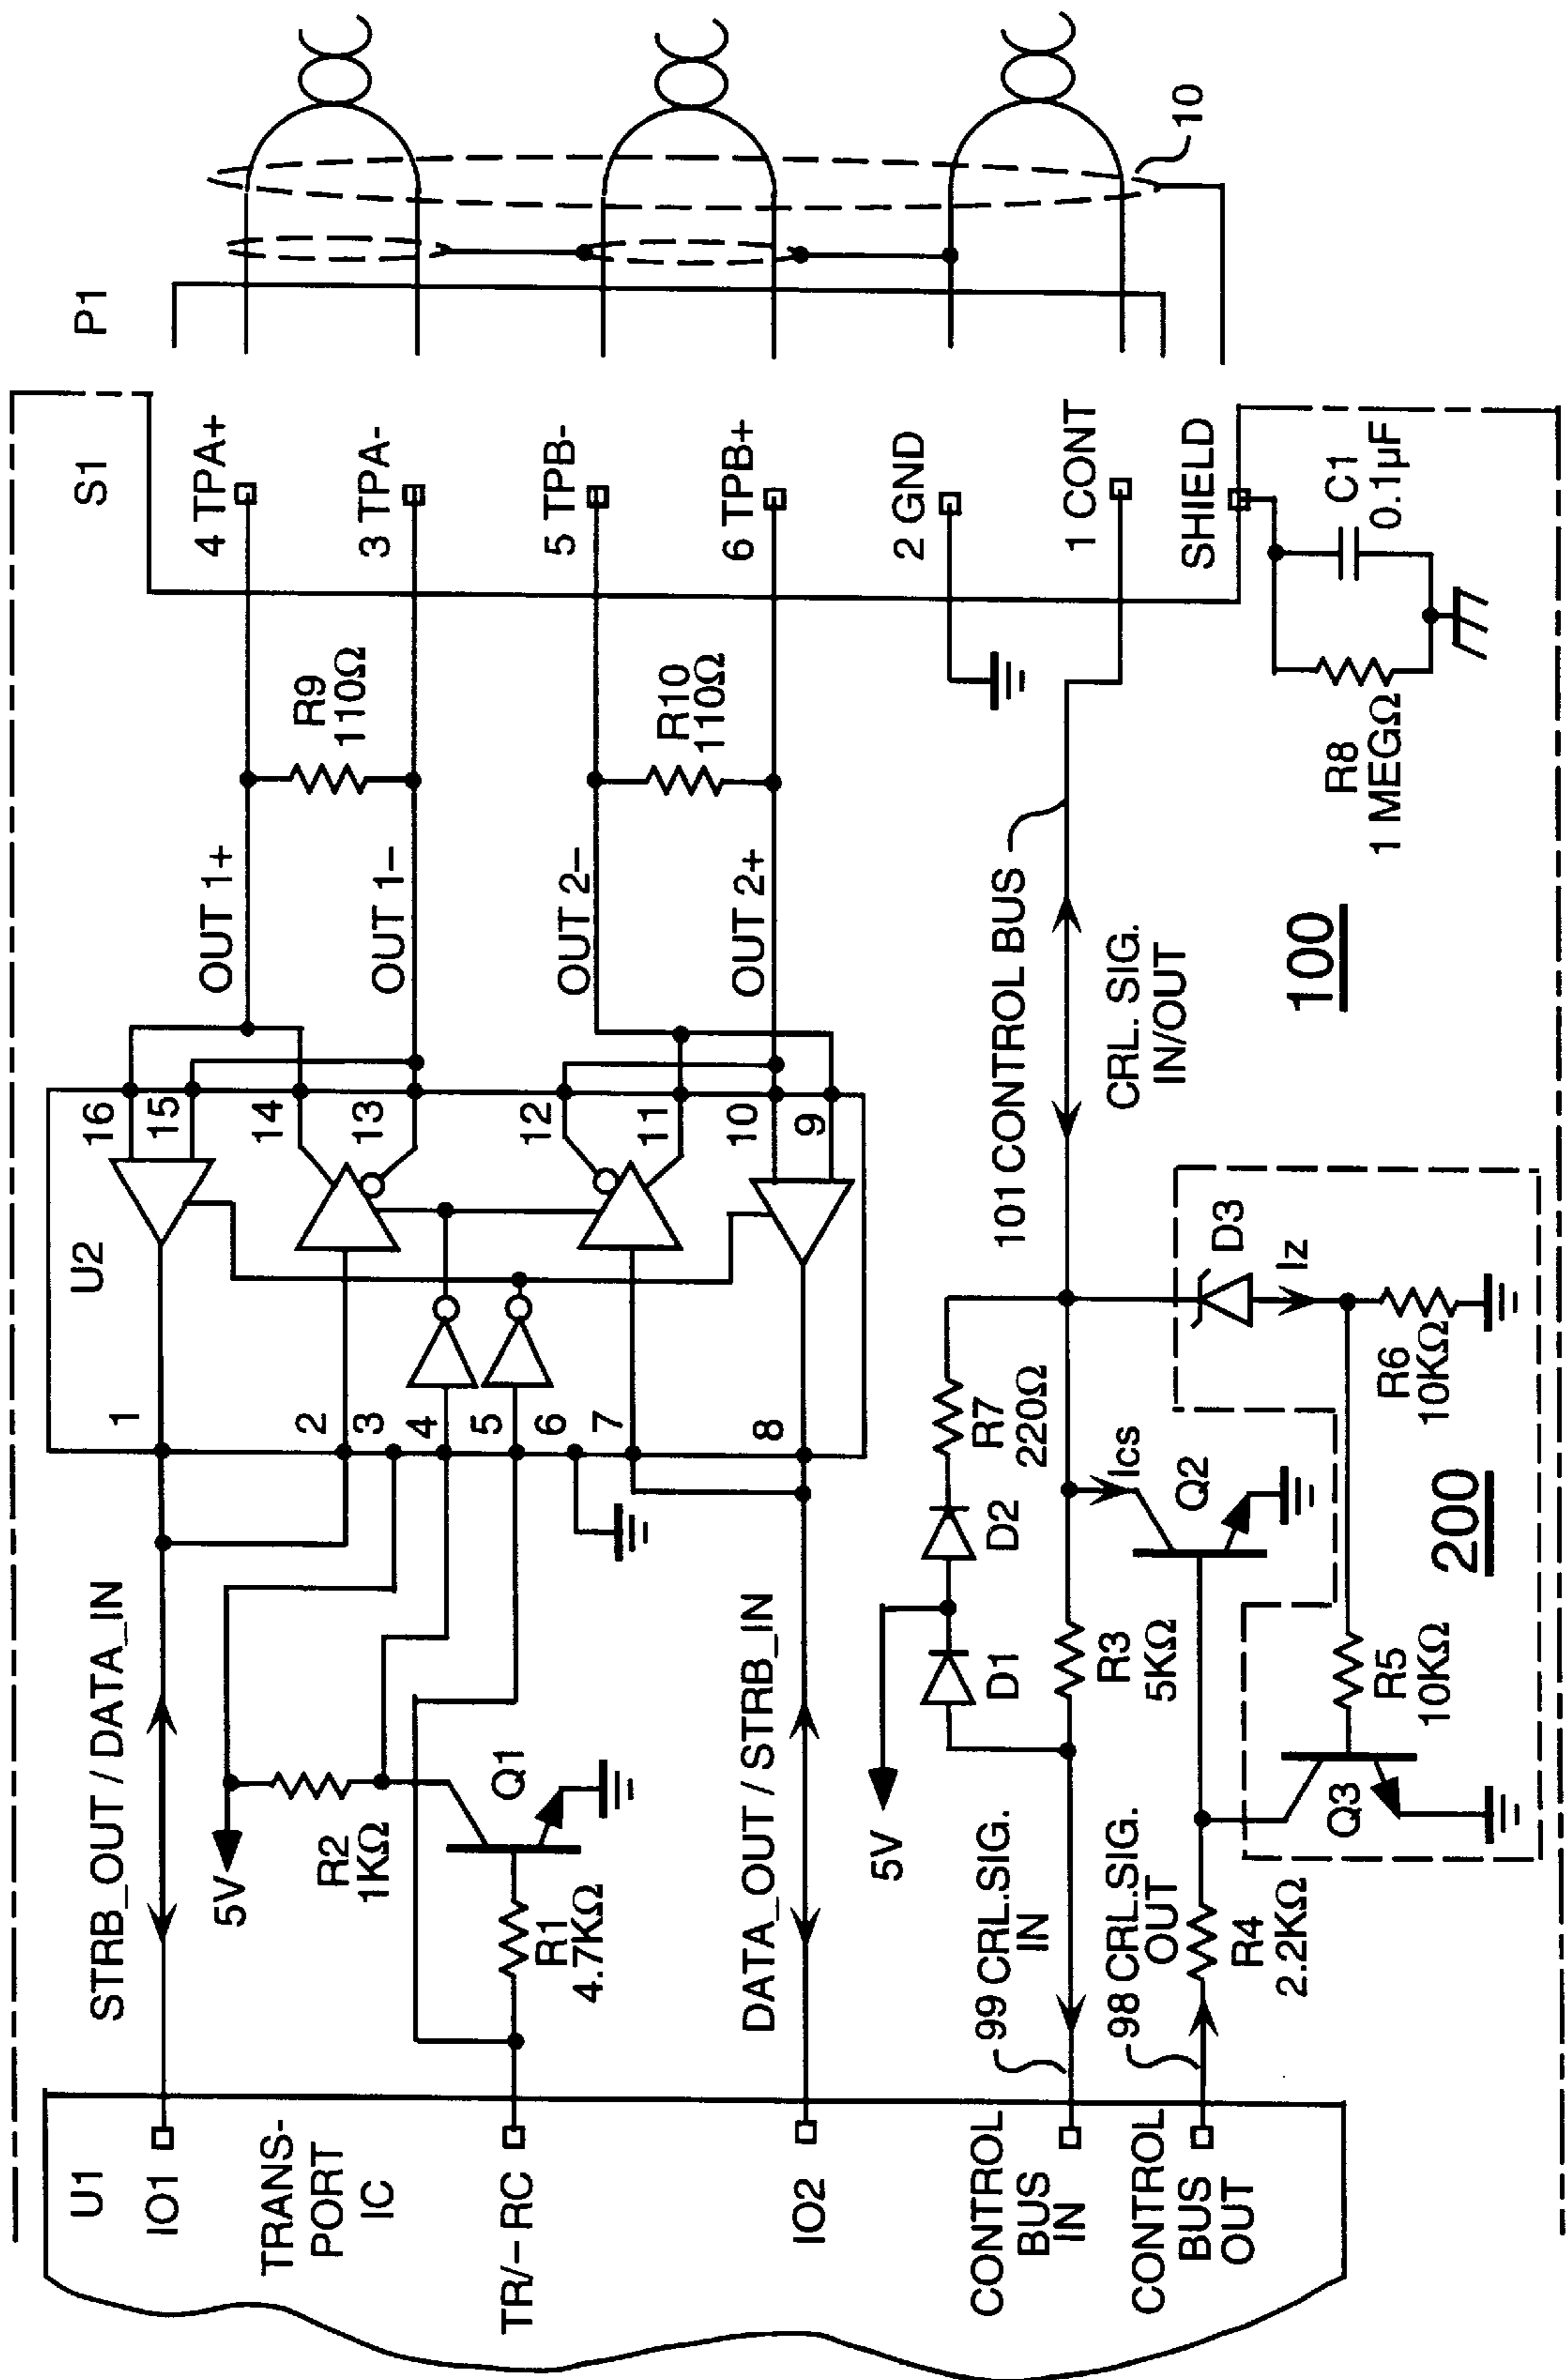 P1
10
S1
4 TPA+
3 TPA-
5 TPB-
6 TPB+
2 GND
1 CONT
SHIELD
C1
0.1µF
R8
1 MEGΩ
R9
110Ω
R10
110Ω
OUT 1+
OUT 1–
OUT 2–
OUT 2+
101 CONTROL BUS
CRL. SIG.
IN/OUT
100
U2
16
15
14
13
12
11
10
9
1
2
3
4
5
6
7
8
STRB_OUT / DATA_IN
5V
R2
1KΩ
Q1
R1
4.7KΩ
DATA_OUT / STRB_IN
5V
D1
D2
R7
220Ω
R3
5KΩ
Ics
Q2
D3
Iz
R6
10KΩ
R5
10KΩ
Q3
200
99 CRL.SIG.
IN
98 CRL.SIG.
OUT
R4
2.2KΩ
U1
IO1
TRANS-
PORT
IC
TR/– RC
IO2
CONTROL
BUS
IN
CONTROL
BUS
OUT